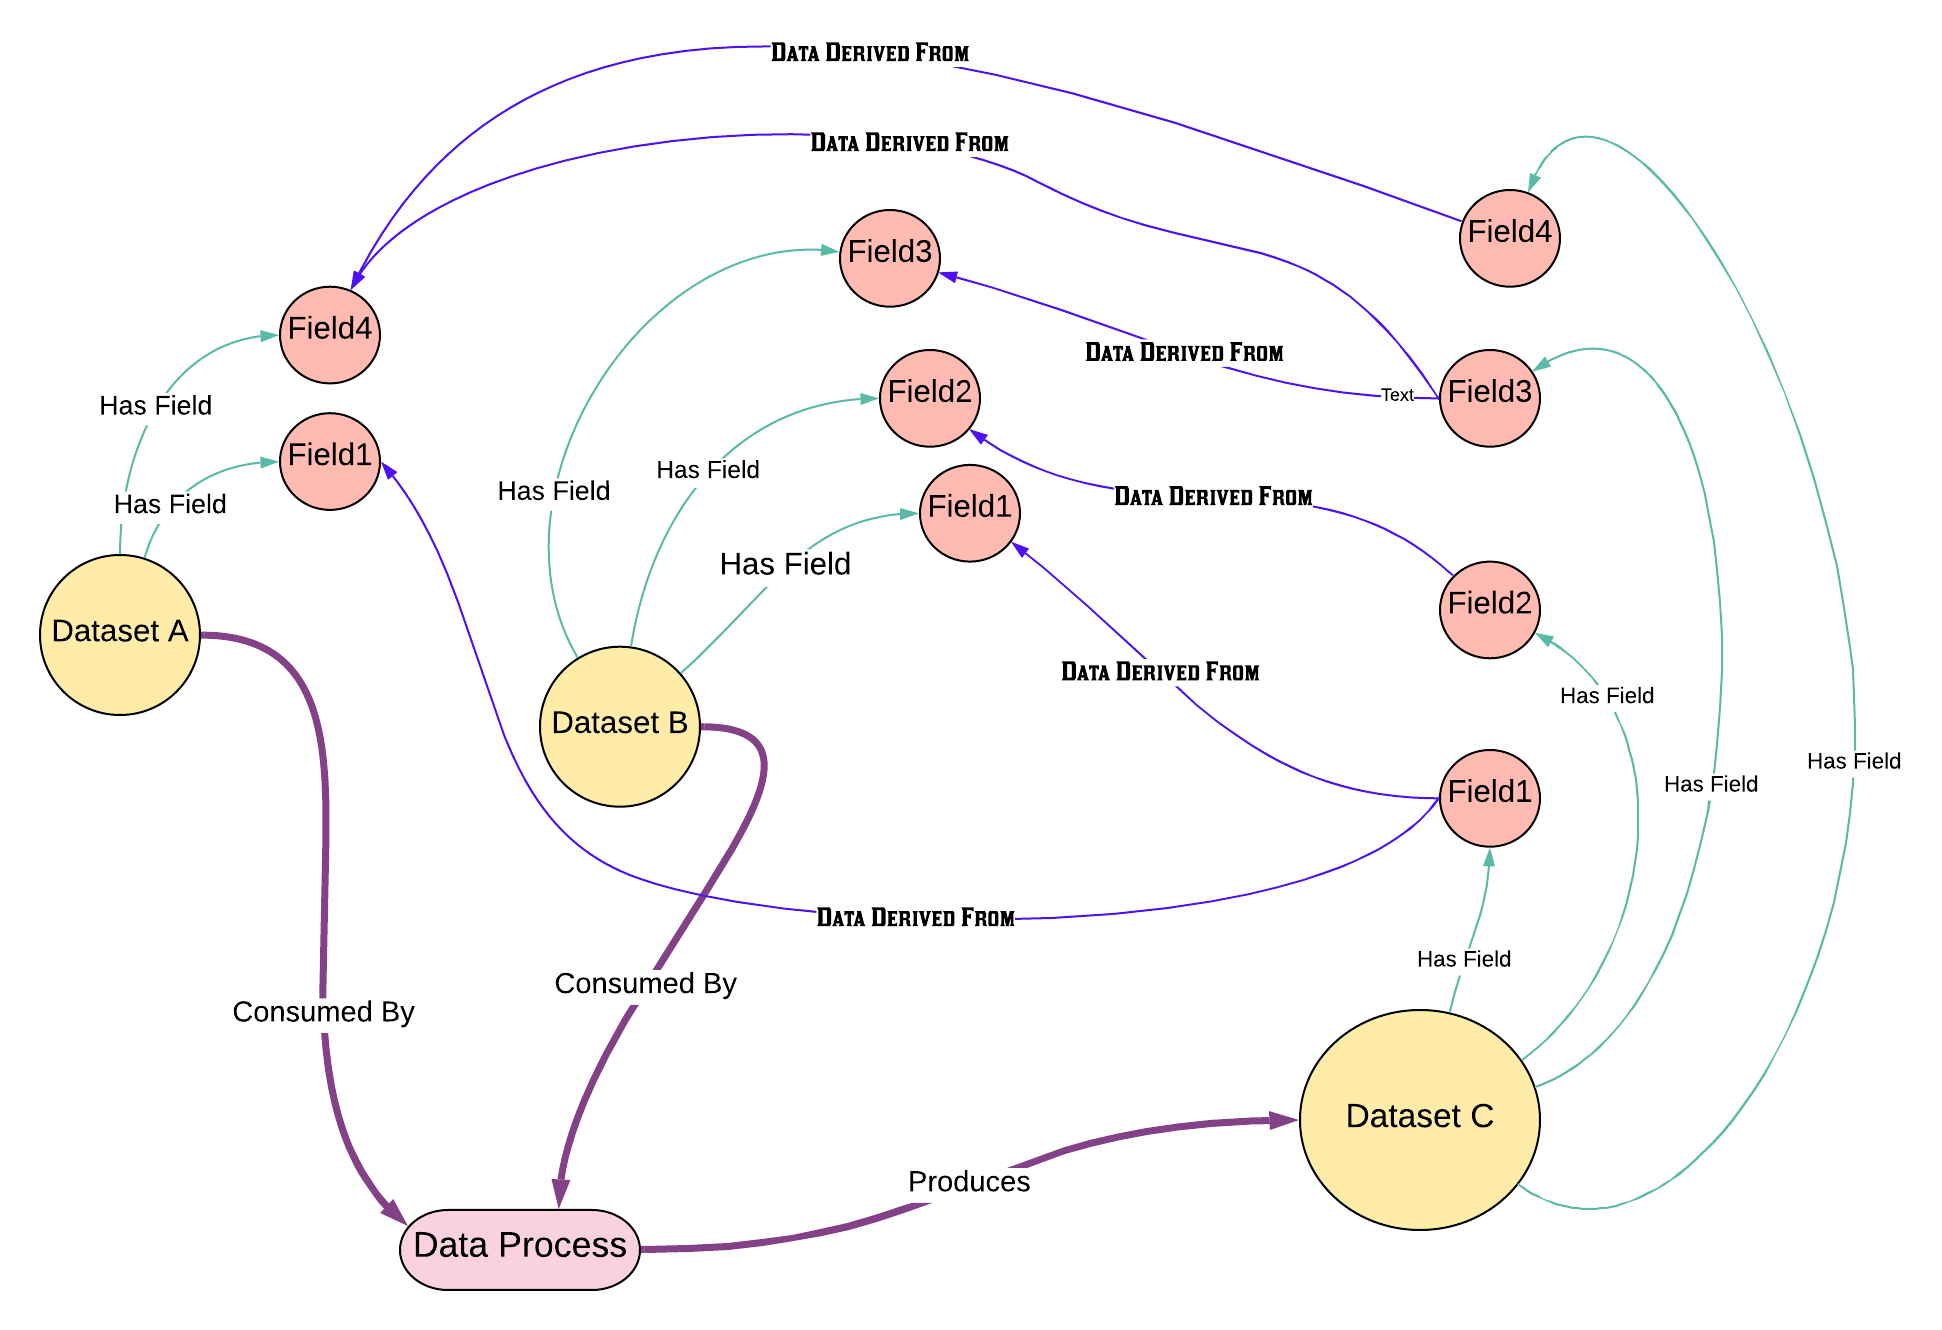 Data Derived From
Data Derived From
Field4
Field3
Field4
Data Derived From
Field3
Text
Field2
Has Field
Field1
Has Field
Has Field
Has Field
Data Derived From
Field1
Has Field
Field2
Dataset A
Data Derived From
Has Field
Dataset B
Has Field
Has Field
Field1
Data Derived From
Has Field
Consumed By
Consumed By
Dataset C
Produces
Data Process